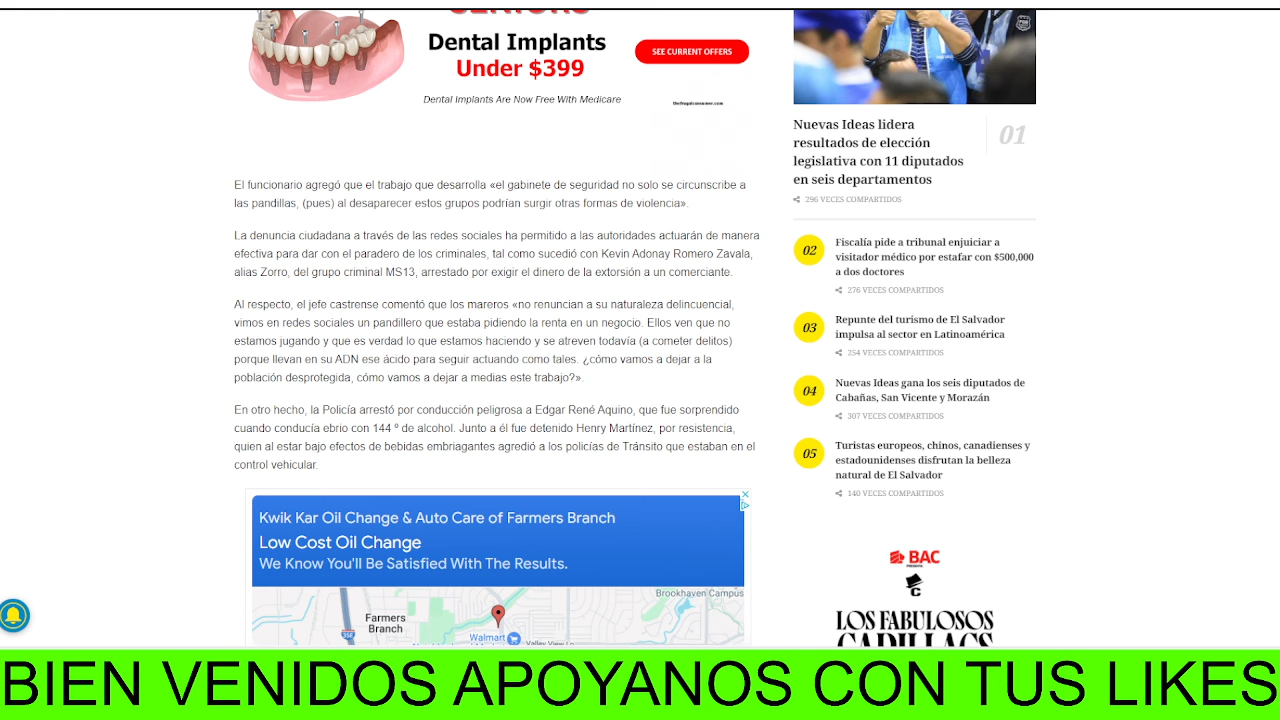 Dental Implants
Under $399
SEE CURRENT OFFERS
Dental Implants Are Now Free With Medicare
thefrugalconsumer.com
El funcionario agregó que el trabajo que desarrolla «el gabinete de seguridad no solo se circunscribe a
las pandillas, (pues) al desaparecer estos grupos podrían surgir otras formas de violencia».
La denuncia ciudadana a través de las redes sociales ha permitido a las autoridades actuarán de manera
efectiva para dar con el paradero de los criminales, tal como sucedió con Kevin Adonay Romero Zavala,
alias Zorro, del grupo criminal MS13, arrestado por exigir el dinero de la extorsión a un comerciante.
Al respecto, el jefe castrense comentó que los mareros «no renuncian a su naturaleza delincuencial,
vimos en redes sociales un pandillero que estaba pidiendo la renta en un negocio. Ellos ven que no
estamos jugando y que es verdad lo que estamos haciendo y se atreven todavía (a cometer delitos)
porque llevan en su ADN ese ácido para seguir actuando como tales. ¿cómo vamos a dejar a la
población desprotegida, cómo vamos a dejar a medias este trabajo?».
En otro hecho, la Policía arrestó por conducción peligrosa a Edgar René Aquino, que fue sorprendido
cuando conducía ebrio con 144 º de alcohol. Junto a él fue detenido Henry Martínez, por resistencia,
quien al estar bajo efectos de bebidas embriagantes agredió a los policías de Tránsito que estaban en el
control vehicular.
Kwik Kar Oil Change & Auto Care of Farmers Branch
Low Cost Oil Change
We Know You'll Be Satisfied With The Results.
Brookhaven Campus
Farmers
Branch
35E
Walmart
Valley View Ln
Nuevas Ideas lidera
resultados de elección
legislativa con 11 diputados
en seis departamentos
01
296 VECES COMPARTIDOS
02
Fiscalía pide a tribunal enjuiciar a
visitador médico por estafar con $500,000
a dos doctores
276 VECES COMPARTIDOS
03
Repunte del turismo de El Salvador
impulsa al sector en Latinoamérica
254 VECES COMPARTIDOS
04
Nuevas Ideas gana los seis diputados de
Cabañas, San Vicente y Morazán
307 VECES COMPARTIDOS
05
Turistas europeos, chinos, canadienses y
estadounidenses disfrutan la belleza
natural de El Salvador
140 VECES COMPARTIDOS
BAC
LOS FABULOSOS
CADILLACS
BIEN VENIDOS APOYANOS CON TUS LIKES